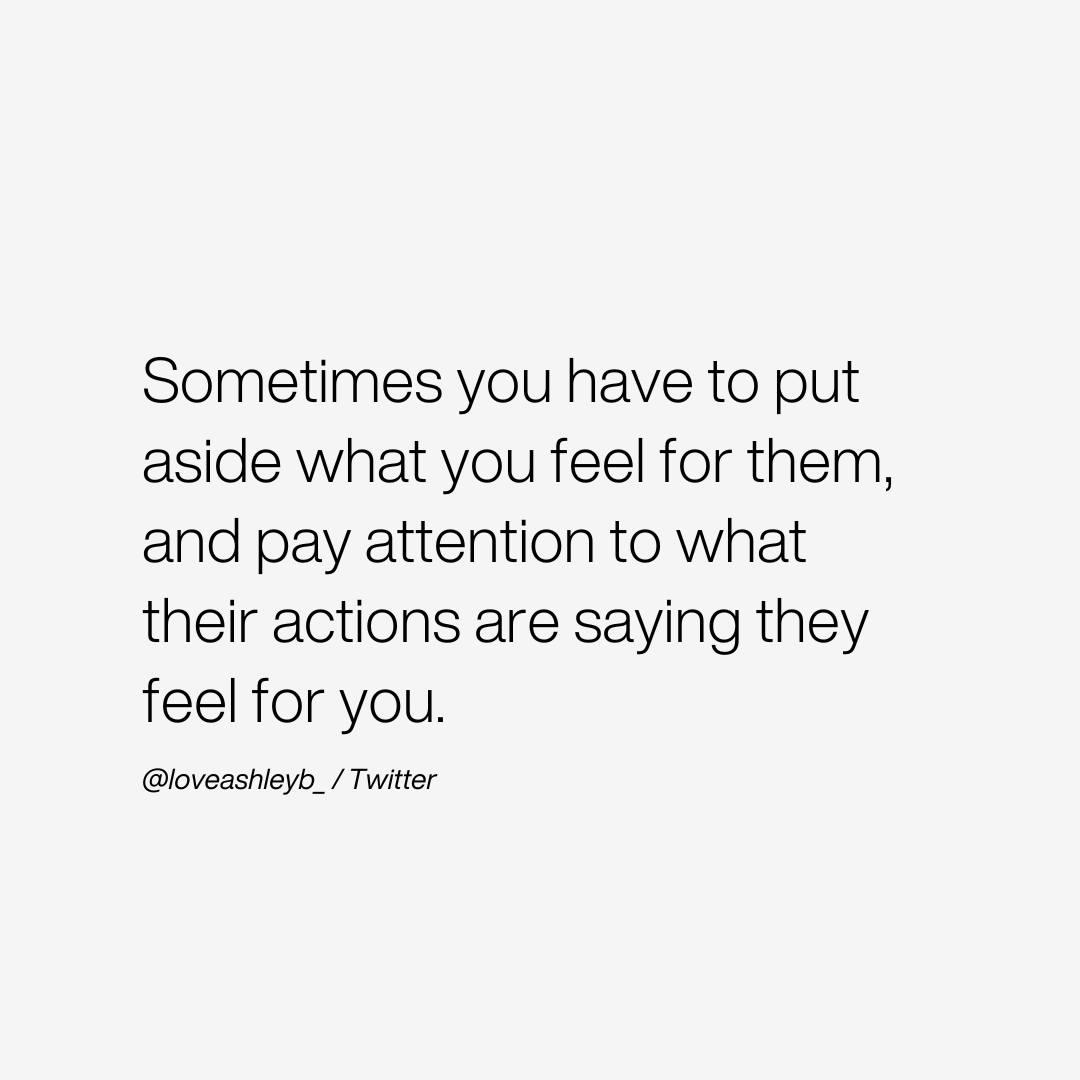 Sometimes you have to put
aside what you feel for them,
and pay attention to what
their actions are saying they
feel for you.
@loveashleyb_ / Twitter